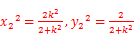 x₂² = 2k²/(2+k²) , y₂² = 2/(2+k²)